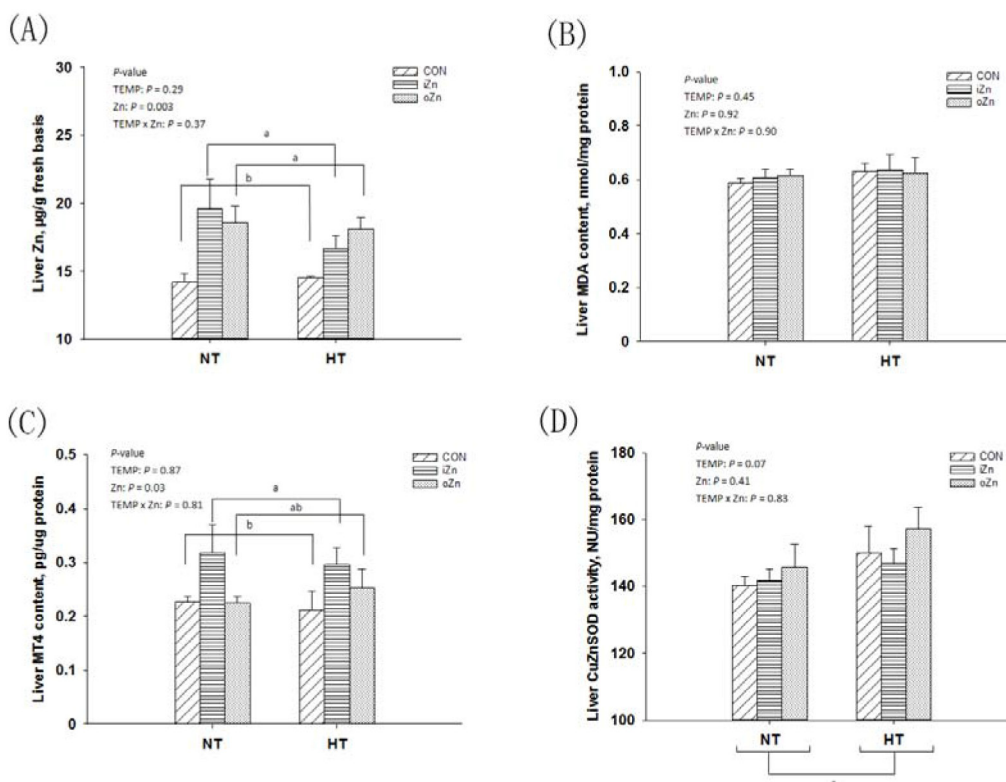 (A)
30
25
20
15
10
Liver Zn, µg/g fresh basis
P-value
TEMP: P = 0.29
Zn: P = 0.003
TEMP x Zn: P = 0.37
CON
iZn
oZn
a
a
b
NT HT
(B)
1.0
0.8
0.6
0.4
0.2
0
Liver MDA content, nmol/mg protein
P-value
TEMP: P = 0.45
Zn: P = 0.92
TEMP x Zn: P = 0.90
CON
iZn
oZn
NT HT
(C)
0.5
0.4
0.3
0.2
0.1
0
Liver MT4 content, pg/ug protein
P-value
TEMP: P = 0.87
Zn: P = 0.03
TEMP x Zn: P = 0.81
CON
iZn
oZn
a
ab
b
NT HT
(D)
180
160
140
120
100
Liver CuZnSOD activity, NU/mg protein
P-value
TEMP: P = 0.07
Zn: P = 0.41
TEMP x Zn: P = 0.83
CON
iZn
oZn
NT HT